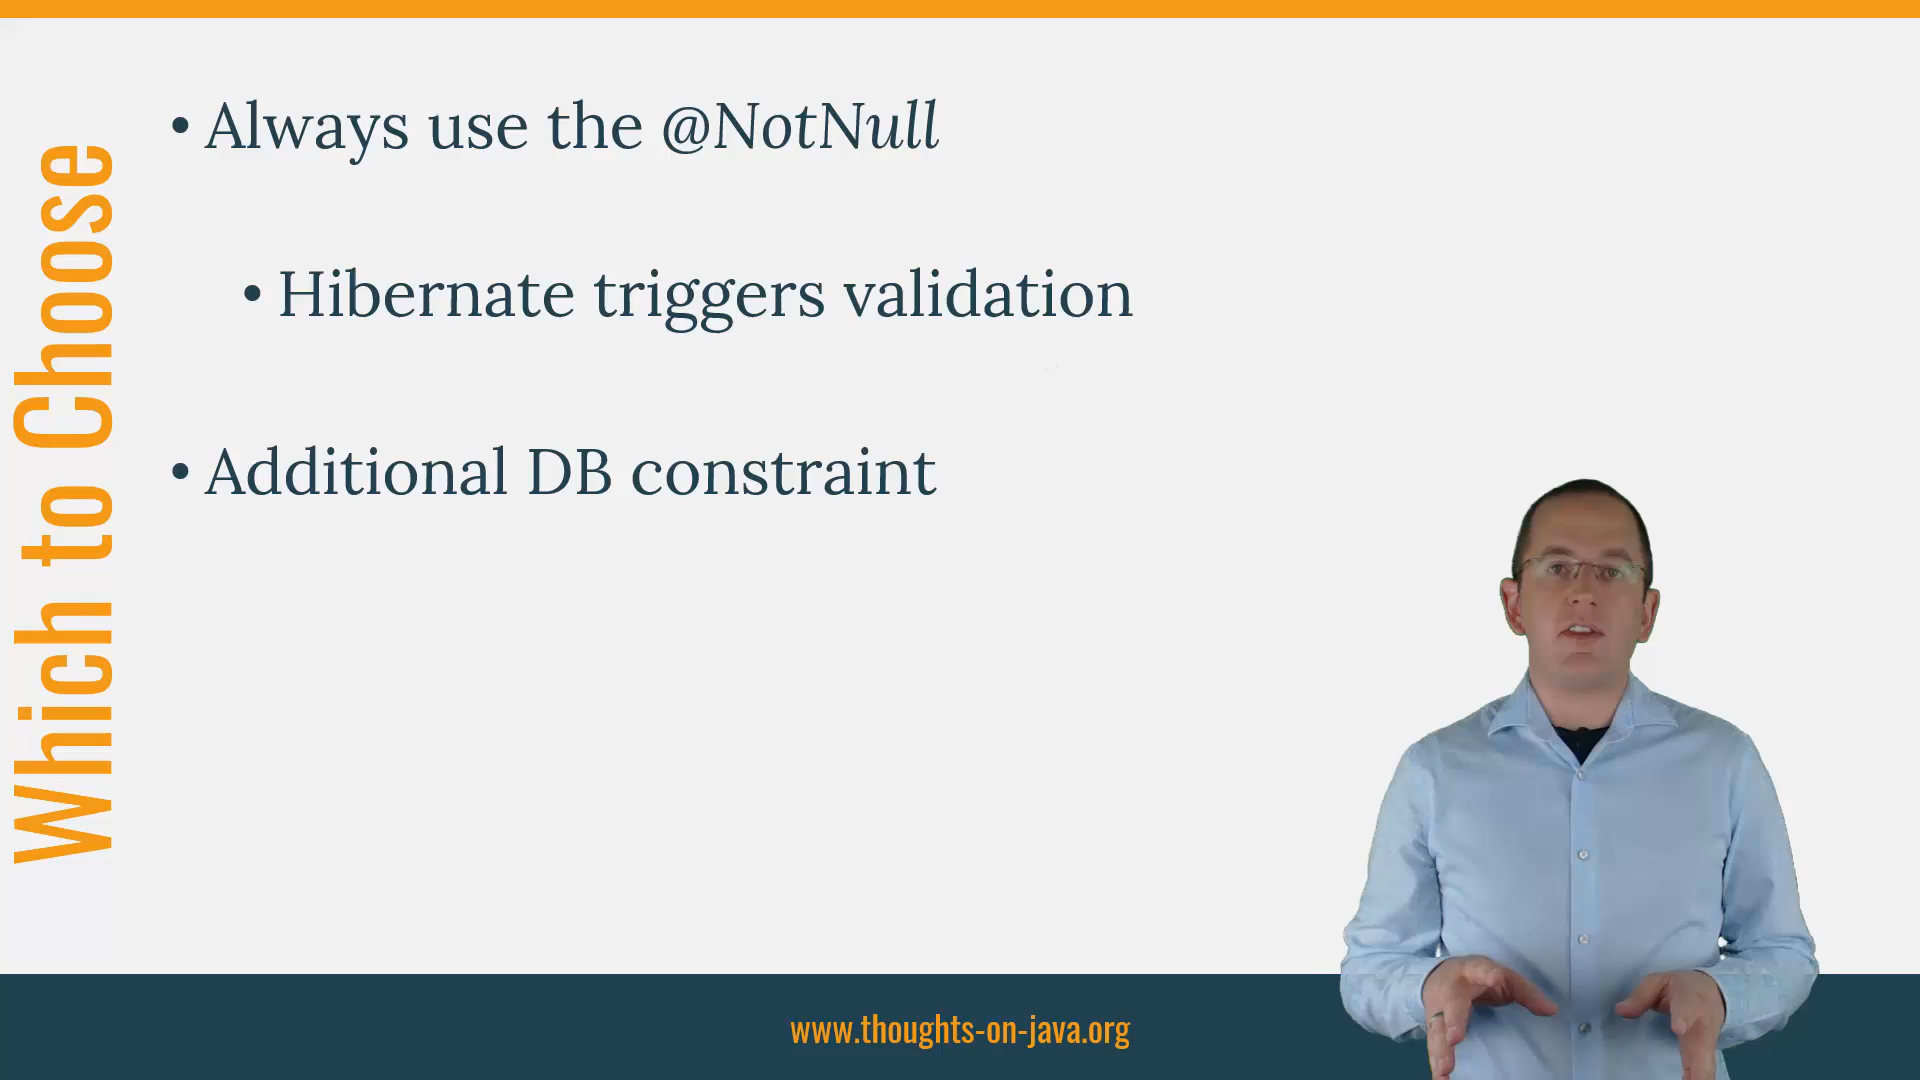 Which to Choose
• Always use the @NotNull
• Hibernate triggers validation
• Additional DB constraint
www.thoughts-on-java.org